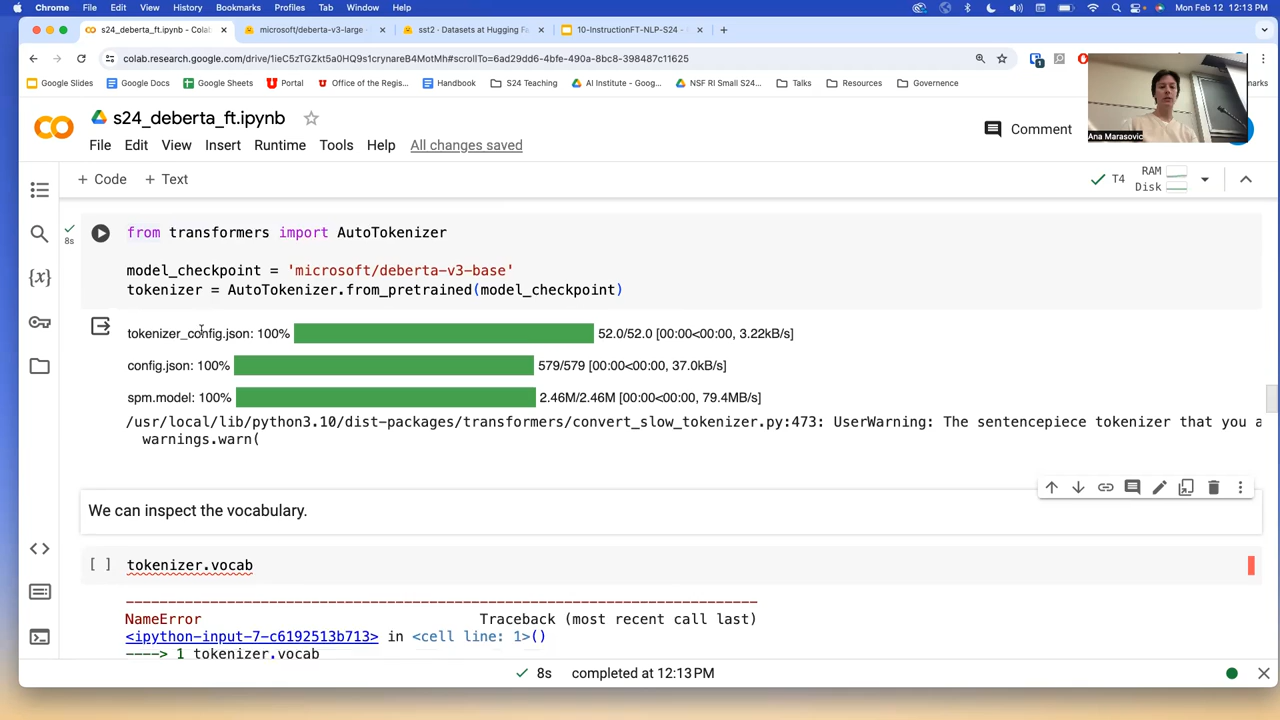 Chrome File Edit View History Bookmarks Profiles Tab Window Help Mon Feb 12 12:13 PM
s24_deberta_ft.ipynb - Colab microsoft/deberta-v3-large - sst2 · Datasets at Hugging Fa 10-InstructionFT-NLP-S24 -
colab.research.google.com/drive/1ieC5zTGZkt5a0HQ9s1crynareB4MotMh#scrollTo=6ad29dd6-4bfe-490a-8bc8-398487c11625
Google Slides Google Docs Google Sheets Portal Office of the Regis... Handbook S24 Teaching AI Institute - Goog... NSF RI Small S24... Talks Resources Governence
Ana Marasovic
s24_deberta_ft.ipynb
File Edit View Insert Runtime Tools Help All changes saved
Comment
+ Code + Text
T4 RAM
Disk
8s
from transformers import AutoTokenizer
model_checkpoint = 'microsoft/deberta-v3-base'
tokenizer = AutoTokenizer.from_pretrained(model_checkpoint)
tokenizer_config.json: 100% 52.0/52.0 [00:00<00:00, 3.22kB/s]
config.json: 100% 579/579 [00:00<00:00, 37.0kB/s]
spm.model: 100% 2.46M/2.46M [00:00<00:00, 79.4MB/s]
/usr/local/lib/python3.10/dist-packages/transformers/convert_slow_tokenizer.py:473: UserWarning: The sentencepiece tokenizer that you a
warnings.warn(
We can inspect the vocabulary.
[ ] tokenizer.vocab
NameError Traceback (most recent call last)
<ipython-input-7-c6192513b713> in <cell line: 1>()
----> 1 tokenizer.vocab
8s completed at 12:13 PM